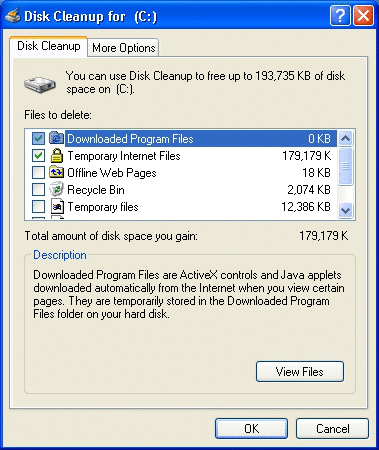 Disk Cleanup for (C:)
Disk Cleanup
More Options
You can use Disk Cleanup to free up to 193,735 KB of disk
space on (C:).
Files to delete:
Downloaded Program Files 0 KB
Temporary Internet Files 179,179 K
Offline Web Pages 18 KB
Recycle Bin 2,074 KB
Temporary files 12,386 KB
Total amount of disk space you gain: 179,179 K
Description
Downloaded Program Files are ActiveX controls and Java applets
downloaded automatically from the Internet when you view certain
pages. They are temporarily stored in the Downloaded Program
Files folder on your hard disk.
View Files
OK
Cancel